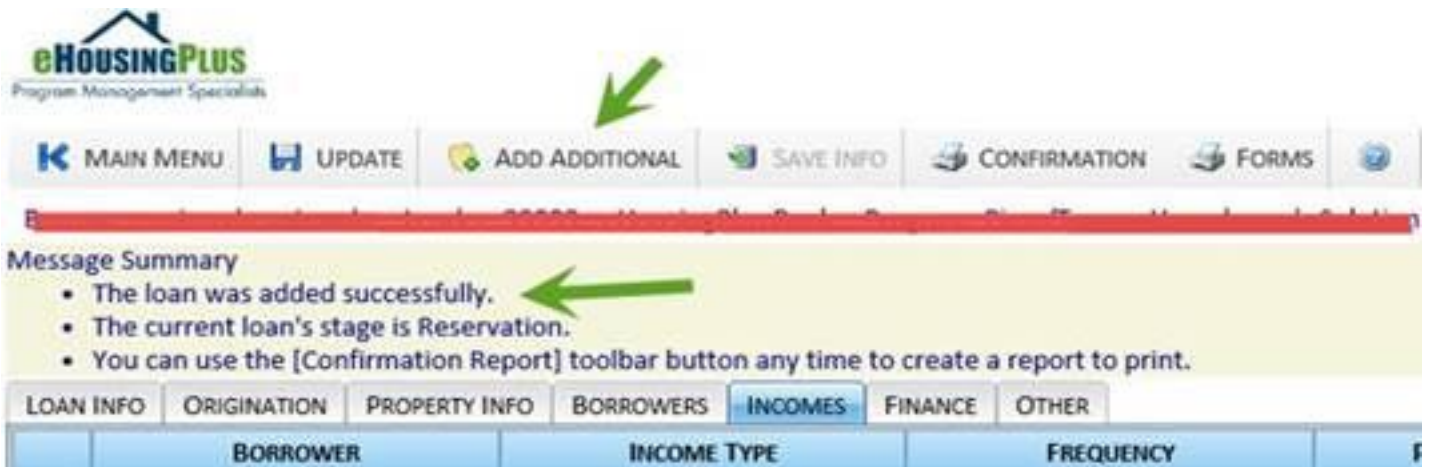 eHousingPlus
Program Management Specialists
Main Menu Update Add Additional Save Info Confirmation Forms
Message Summary
• The loan was added successfully.
• The current loan's stage is Reservation.
• You can use the [Confirmation Report] toolbar button any time to create a report to print.
Loan Info Origination Property Info Borrowers Incomes Finance Other
Borrower Income Type Frequency